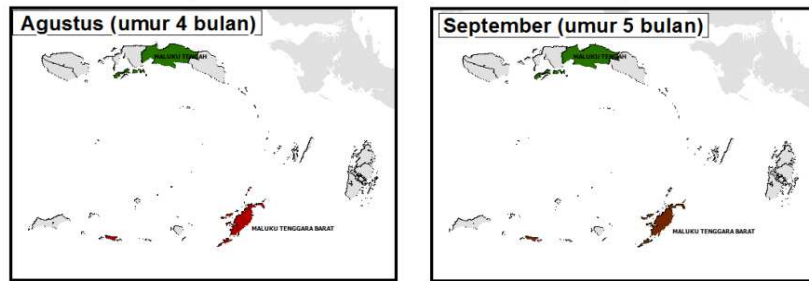 Agustus (umur 4 bulan)
MALUKU TENGAH
MALUKU TENGGARA BARAT
September (umur 5 bulan)
MALUKU TENGAH
MALUKU TENGGARA BARAT